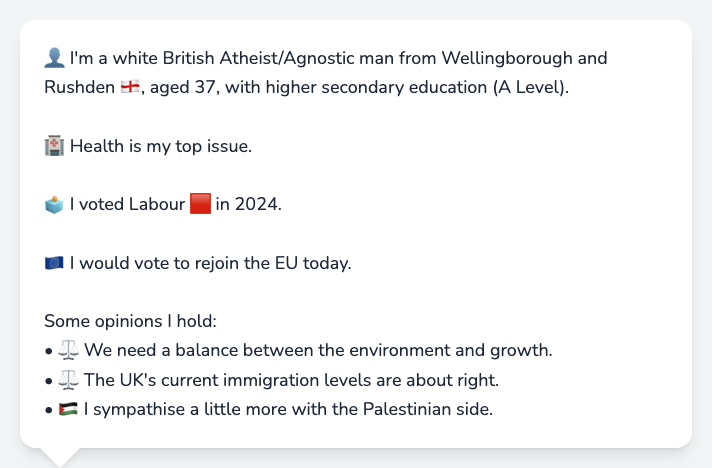 👤 I'm a white British Atheist/Agnostic man from Wellingborough and
Rushden 🏴󠁧󠁢󠁥󠁮󠁧󠁿, aged 37, with higher secondary education (A Level).
🏥 Health is my top issue.
🗳️ I voted Labour 🟥 in 2024.
🇪🇺 I would vote to rejoin the EU today.
Some opinions I hold:
• ⚖️ We need a balance between the environment and growth.
• ⚖️ The UK's current immigration levels are about right.
• 🇵🇸 I sympathise a little more with the Palestinian side.